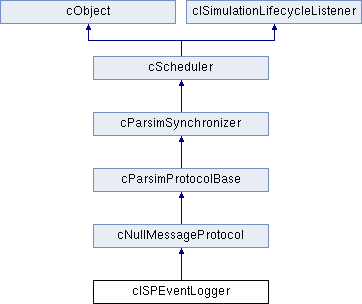 cObject
cISimulationLifecycleListener
cScheduler
cParsimSynchronizer
cParsimProtocolBase
cNullMessageProtocol
cISPEventLogger